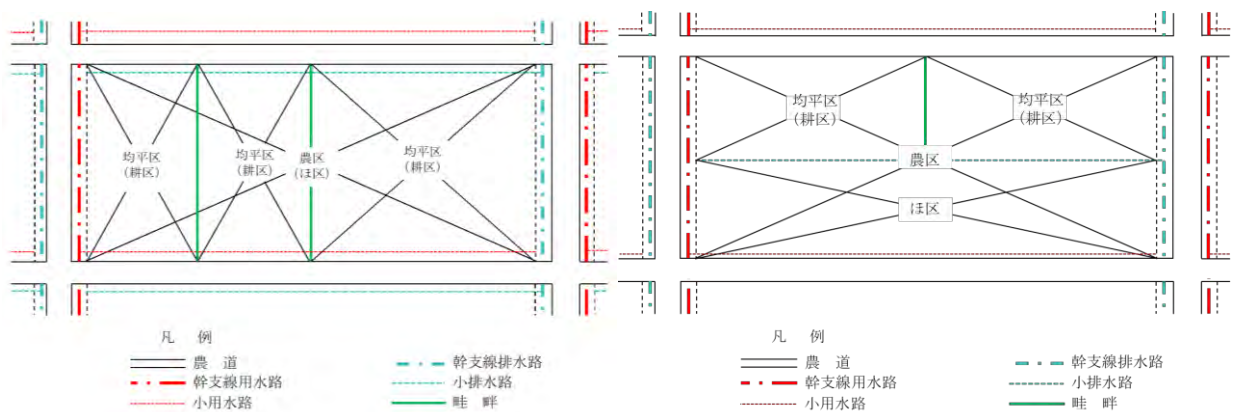 均平区
(耕区)
均平区
(耕区)
農区
(ほ区)
均平区
(耕区)
凡 例
農 道
幹支線用水路
小用水路
幹支線排水路
小排水路
畦 畔
均平区
(耕区)
均平区
(耕区)
農区
ほ区
凡 例
農 道
幹支線用水路
小用水路
幹支線排水路
小排水路
畦 畔